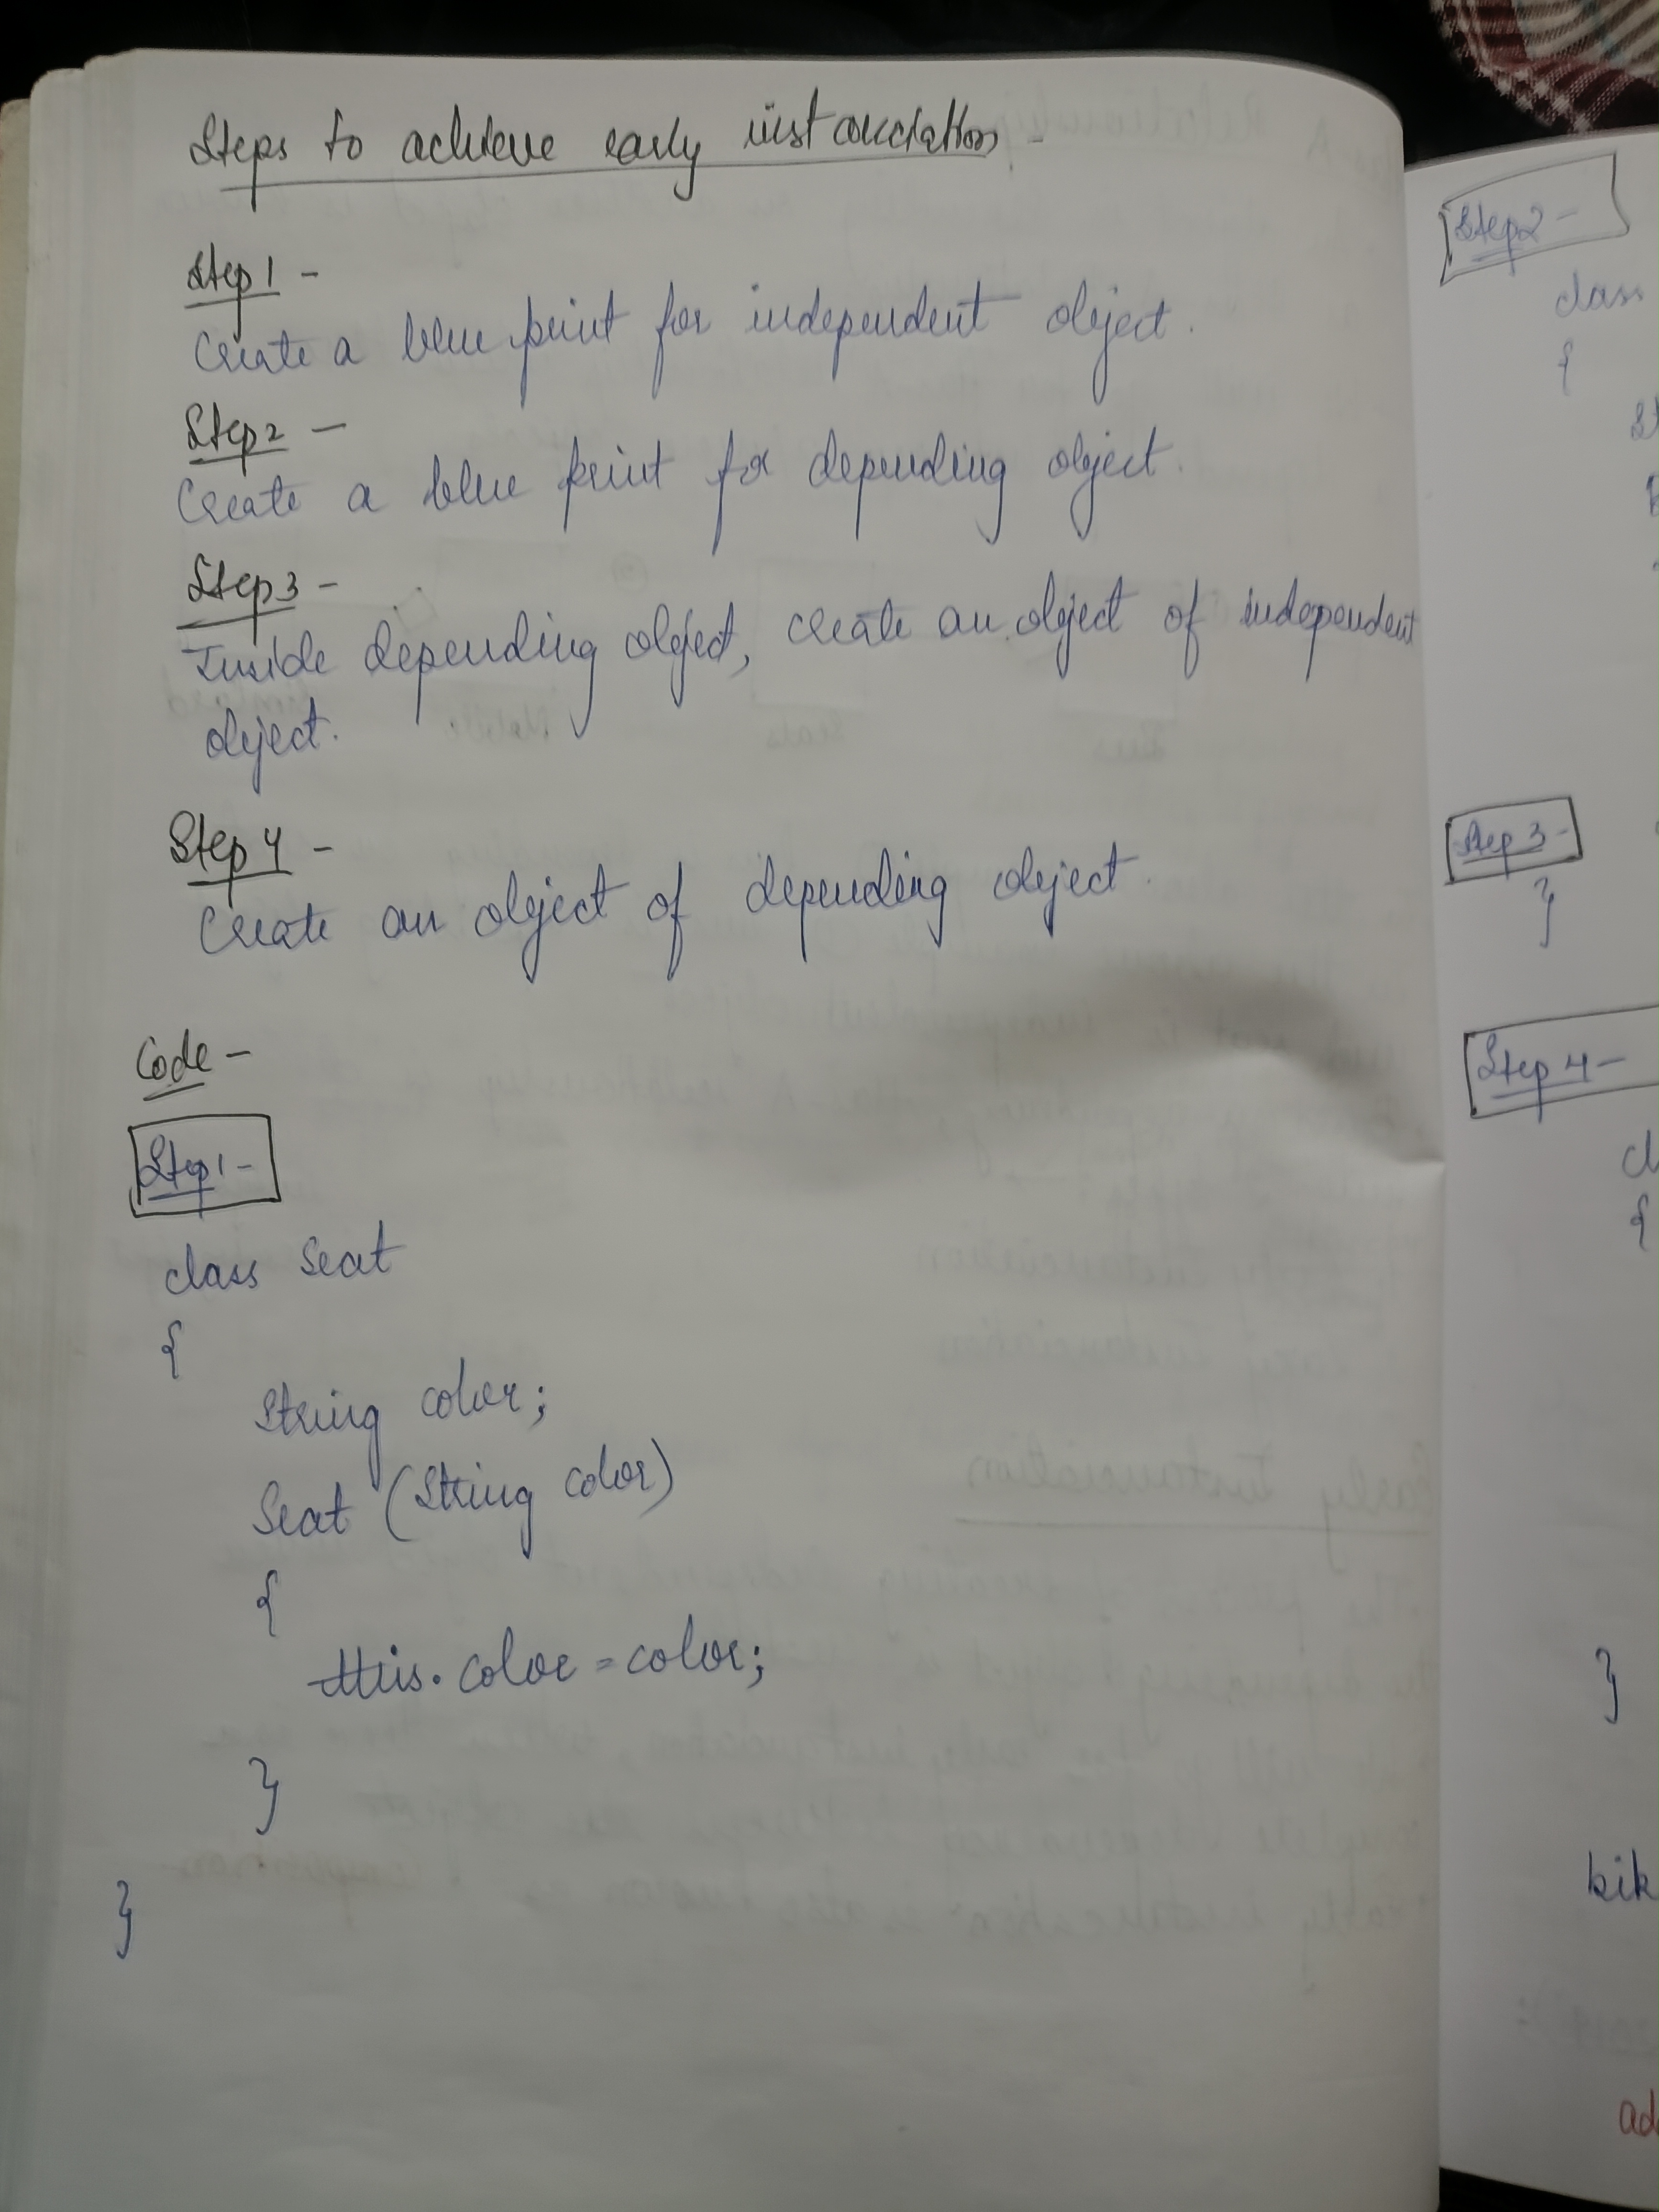 Steps to achieve early instanciation -
Step 1 -
Create a blue print for independent object.
Step 2 -
Create a blue print for depending object.
Step 3 -
Inside depending object, create an object of independent
object.
Step 4 -
Create an object of depending object.
Code -
Step 1 -
class Seat
{
String color;
Seat (String color)
{
this.color = color;
}
}
Step 2 -
class
{
Step 3 -
}
Step 4 -
{
}